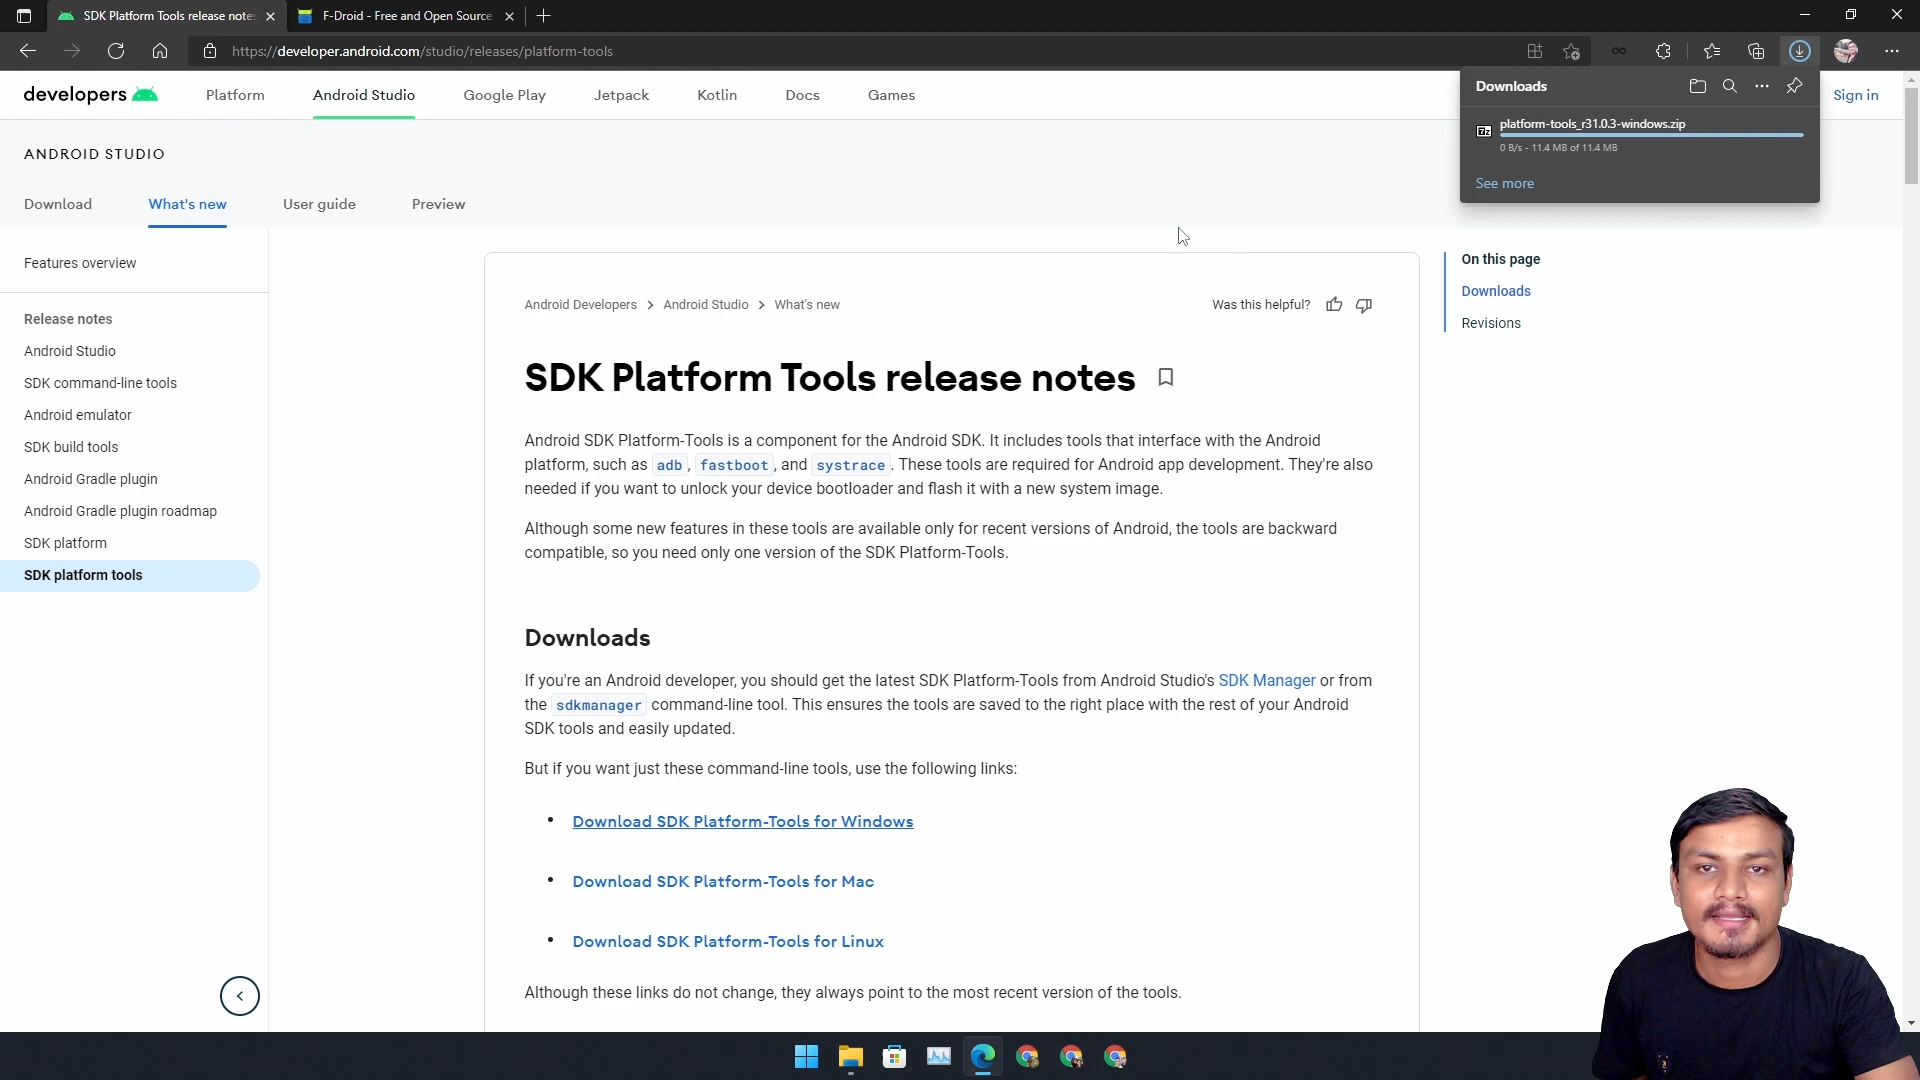 SDK Platform Tools release notes
F-Droid - Free and Open Source
https://developer.android.com/studio/releases/platform-tools
developers
Platform
Android Studio
Google Play
Jetpack
Kotlin
Docs
Games
Sign in
Downloads
platform-tools_r31.0.3-windows.zip
0 B/s - 11.4 MB of 11.4 MB
See more
ANDROID STUDIO
Download
What's new
User guide
Preview
Features overview
Release notes
Android Studio
SDK command-line tools
Android emulator
SDK build tools
Android Gradle plugin
Android Gradle plugin roadmap
SDK platform
SDK platform tools
Android Developers > Android Studio > What's new
Was this helpful?
SDK Platform Tools release notes
Android SDK Platform-Tools is a component for the Android SDK. It includes tools that interface with the Android
platform, such as adb, fastboot, and systrace. These tools are required for Android app development. They're also
needed if you want to unlock your device bootloader and flash it with a new system image.
Although some new features in these tools are available only for recent versions of Android, the tools are backward
compatible, so you need only one version of the SDK Platform-Tools.
Downloads
If you're an Android developer, you should get the latest SDK Platform-Tools from Android Studio's SDK Manager or from
the sdkmanager command-line tool. This ensures the tools are saved to the right place with the rest of your Android
SDK tools and easily updated.
But if you want just these command-line tools, use the following links:
• Download SDK Platform-Tools for Windows
• Download SDK Platform-Tools for Mac
• Download SDK Platform-Tools for Linux
Although these links do not change, they always point to the most recent version of the tools.
On this page
Downloads
Revisions